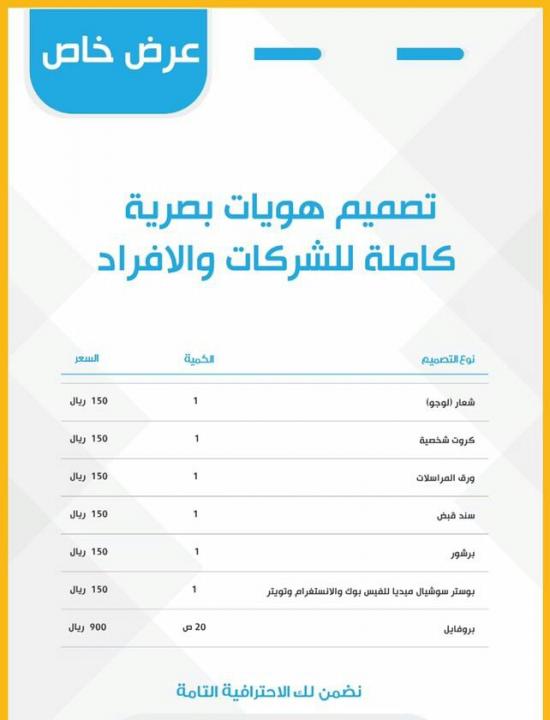 عرض خاص
تصميم هويات بصرية
كاملة للشركات والافراد
نوع التصميم الكمية السعر
شعار (لوجو) 1 150 ريال
كروت شخصية 1 150 ريال
ورق المراسلات 1 150 ريال
سند قبض 1 150 ريال
برشور 1 150 ريال
بوستر سوشيال ميديا للفيس بوك والانستغرام وتويتر 1 150 ريال
بروفايل 20 ص 900 ريال
نضمن لك الاحترافية التامة